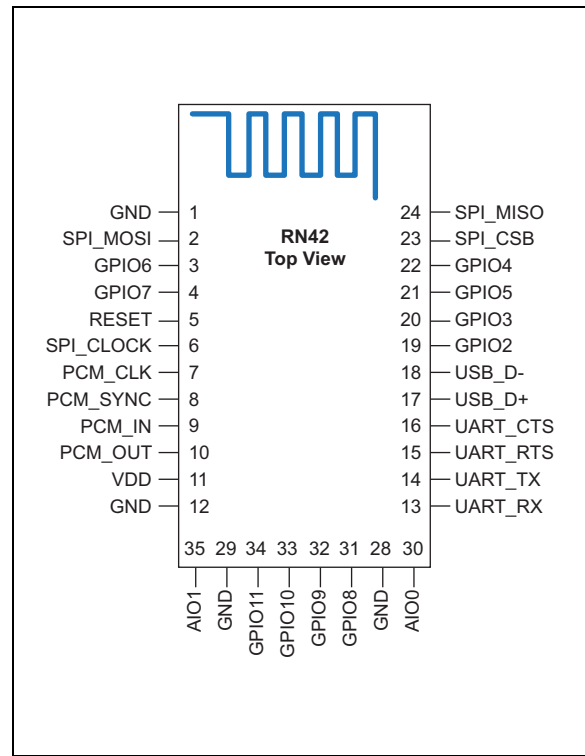 RN42
Top View
GND 1
SPI_MOSI 2
GPIO6 3
GPIO7 4
RESET 5
SPI_CLOCK 6
PCM_CLK 7
PCM_SYNC 8
PCM_IN 9
PCM_OUT 10
VDD 11
GND 12
24 SPI_MISO
23 SPI_CSB
22 GPIO4
21 GPIO5
20 GPIO3
19 GPIO2
18 USB_D-
17 USB_D+
16 UART_CTS
15 UART_RTS
14 UART_TX
13 UART_RX
35 29 34 33 32 31 28 30
AIO1
GND
GPIO11
GPIO10
GPIO9
GPIO8
GND
AIO0